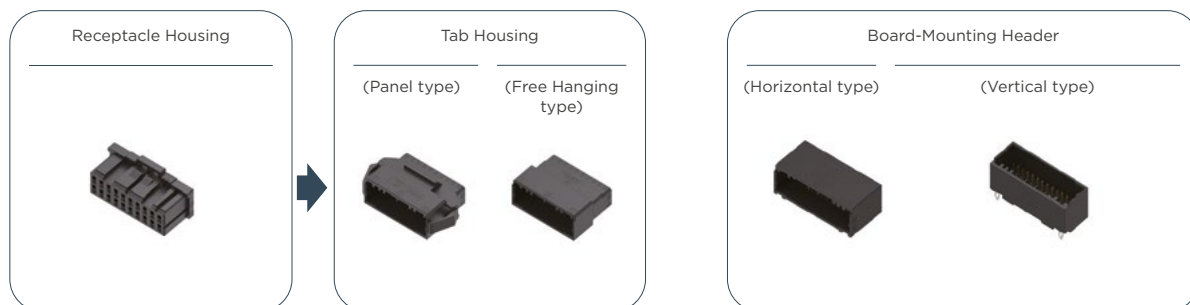 Receptacle Housing
Tab Housing
(Panel type)
(Free Hanging
type)
Board-Mounting Header
(Horizontal type)
(Vertical type)